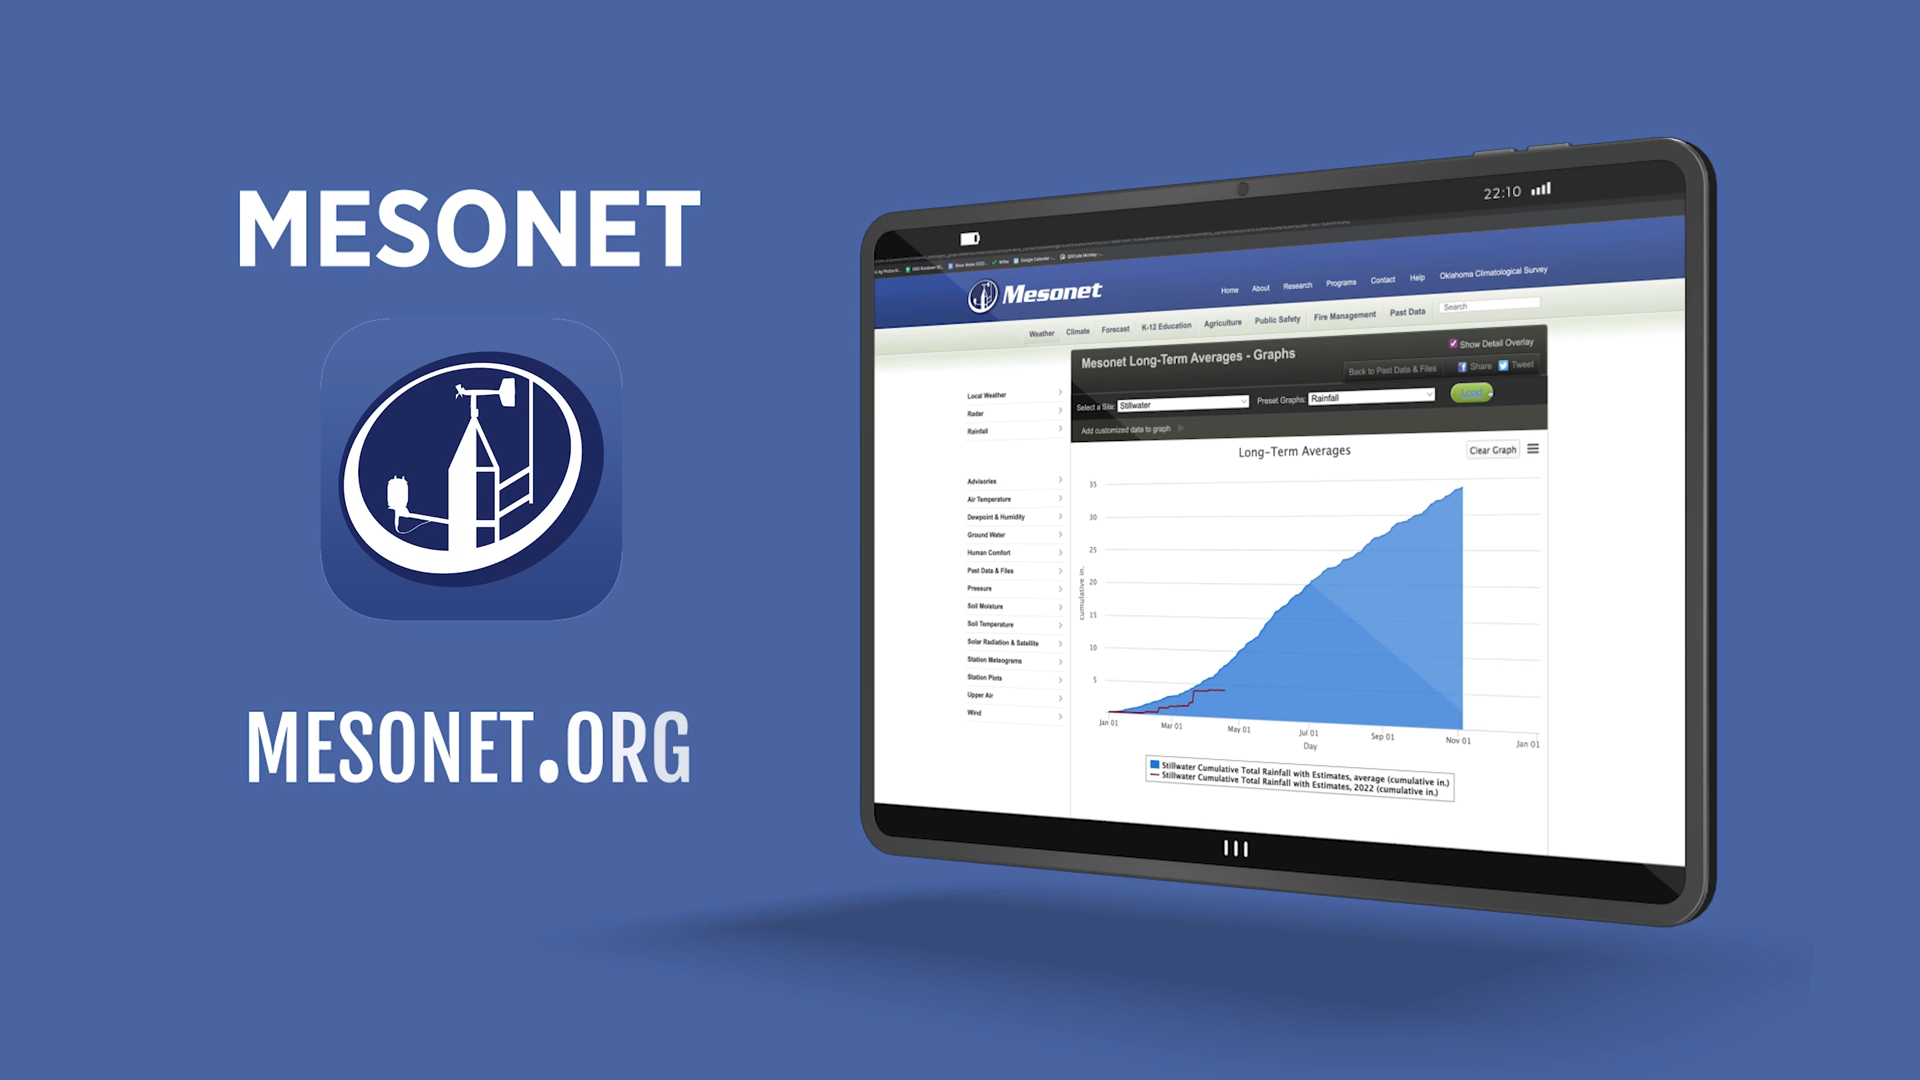 MESONET
MESONET.ORG
22:10
Google Calendar
Mesonet
Home About Research Programs Contact Help Oklahoma Climatological Survey
Weather Climate Forecast K-12 Education Agriculture Public Safety Fire Management Past Data Search
Mesonet Long-Term Averages - Graphs
Show Detail Overlay
Back to Past Data & Files Share Tweet
Select a Site: Stillwater Preset Graphs: Rainfall Load
Add customized data to graph
Local Weather
Radar
Rainfall
Advisories
Air Temperature
Dewpoint & Humidity
Ground Water
Human Comfort
Past Data & Files
Pressure
Soil Moisture
Soil Temperature
Solar Radiation & Satellite
Station Meteograms
Station Plots
Upper Air
Wind
Long-Term Averages
Clear Graph
35
30
25
20
15
10
5
cumulative in.
Jan 01 Mar 01 May 01 Jul 01 Sep 01 Nov 01 Jan 01
Day
Stillwater Cumulative Total Rainfall with Estimates, average (cumulative in.)
Stillwater Cumulative Total Rainfall with Estimates, 2022 (cumulative in.)